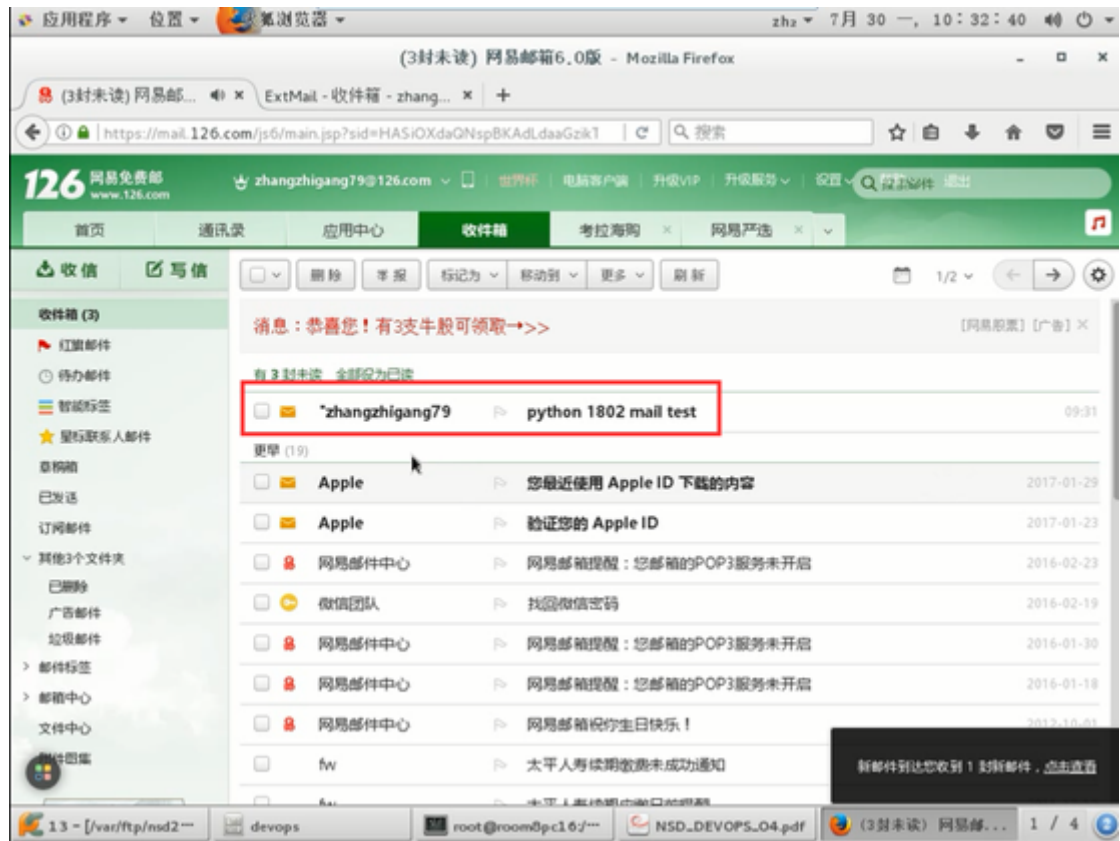 应用程序 位置 狐浏览器 zhz 7月 30 一, 10:32:40
(3封未读) 网易邮箱6.0版 - Mozilla Firefox
(3封未读) 网易邮... ExtMail - 收件箱 - zhang...
https://mail.126.com/js6/main.jsp?sid=HASiOXdaQNspBKAdLdaaGzik1 搜索
126 网易免费邮 www.126.com zhangzhigang79@126.com 世界杯 电脑客户端 升级VIP 升级服务 设置 退出
首页 通讯录 应用中心 收件箱 考拉海购 网易严选
收信 写信 删除 举报 标记为 移动到 更多 刷新 1/2
收件箱 (3)
消息:恭喜您!有3支牛股可领取→>> [网易股票] [广告]
红旗邮件
待办邮件
有 3 封未读 全部设为已读
智能标签
"zhangzhigang79 python 1802 mail test 09:31
星标联系人邮件
更早 (19)
草稿箱
Apple 您最近使用 Apple ID 下载的内容 2017-01-29
已发送
订阅邮件
Apple 验证您的 Apple ID 2017-01-23
其他3个文件夹
网易邮件中心 网易邮箱提醒:您邮箱的POP3服务未开启 2016-02-23
已删除
广告邮件
微信团队 找回微信密码 2016-02-19
垃圾邮件
网易邮件中心 网易邮箱提醒:您邮箱的POP3服务未开启 2016-01-30
邮件标签
网易邮件中心 网易邮箱提醒:您邮箱的POP3服务未开启 2016-01-18
邮箱中心
文件中心
网易邮件中心 网易邮箱祝你生日快乐! 2012-10-01
附件图集
fw 太平人寿续期缴费未成功通知
新邮件到达您收到 1 封新邮件,点击查看
13 - [/var/ftp/nsd2… devops root@room8pc16:/… NSD_DEVOPS_04.pdf (3封未读) 网易邮... 1 / 4